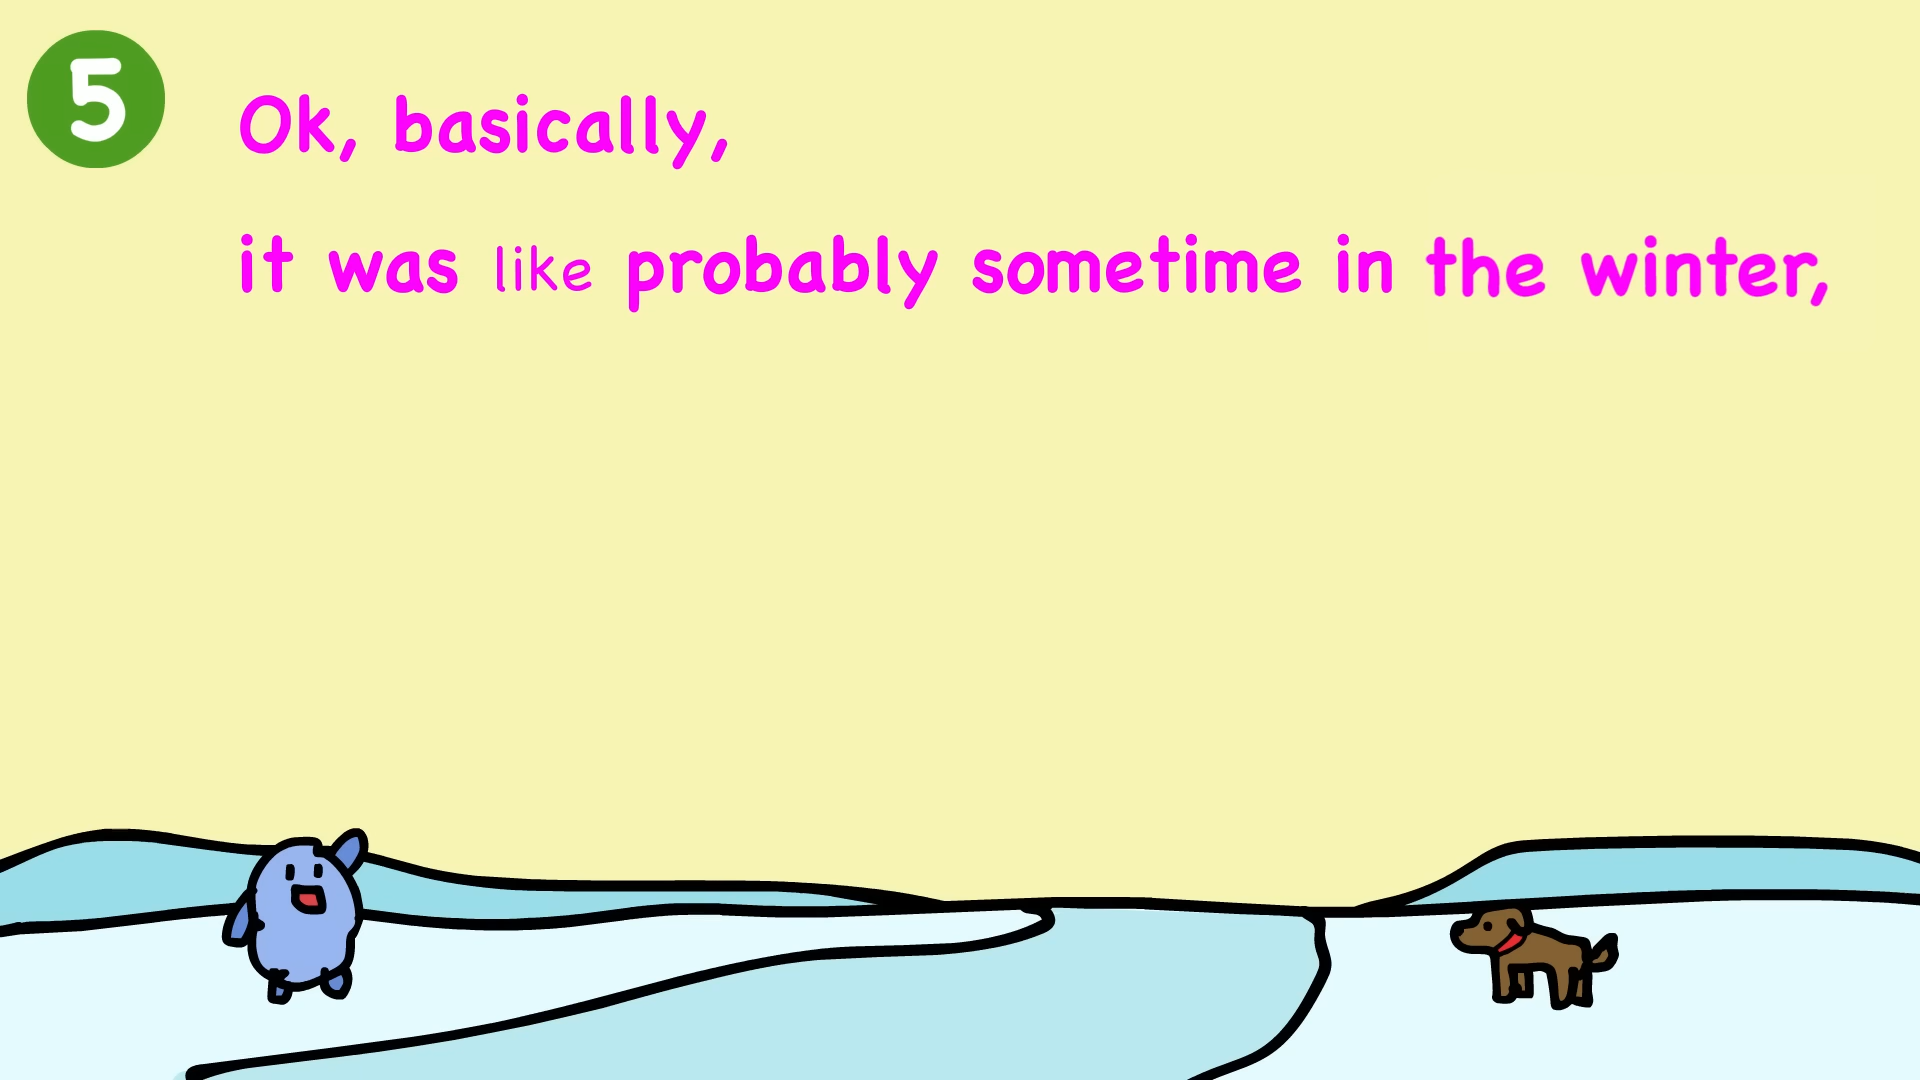 5
Ok, basically,
it was like probably sometime in the winter,